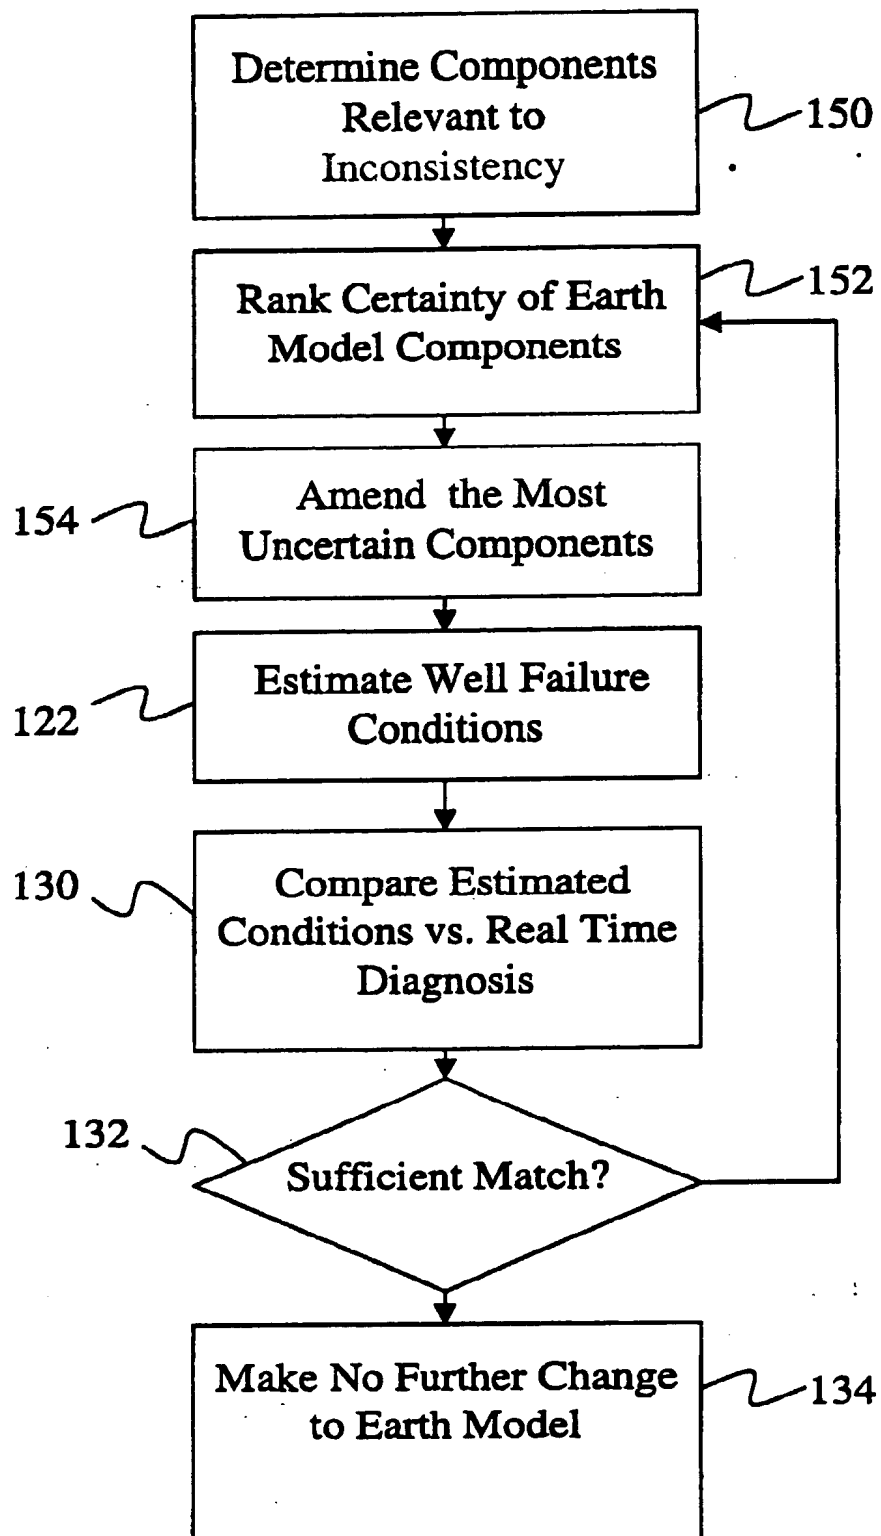 Determine Components
Relevant to
Inconsistency
150
Rank Certainty of Earth
Model Components
152
154
Amend the Most
Uncertain Components
122
Estimate Well Failure
Conditions
130
Compare Estimated
Conditions vs. Real Time
Diagnosis
132
Sufficient Match?
Make No Further Change
to Earth Model
134